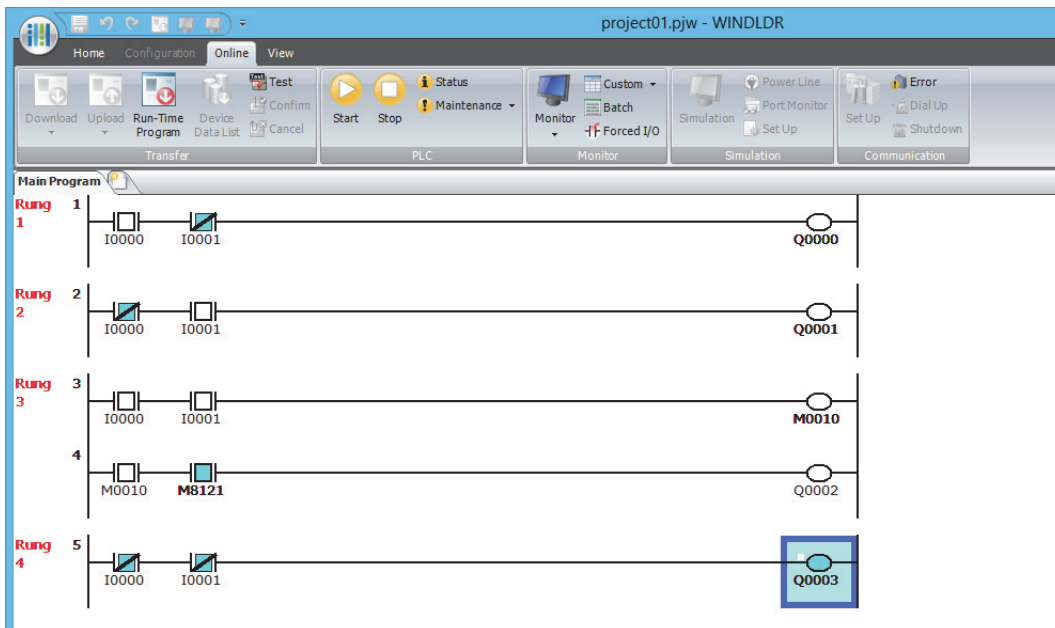 project01.pjw - WINDLDR
Home Configuration Online View
Download Upload Run-Time Program Device Data List Test Confirm Cancel
Transfer
Start Stop Status Maintenance
PLC
Monitor Custom Batch Forced I/O
Monitor
Simulation Power Line Port Monitor Set Up
Simulation
Set Up Error Dial Up Shutdown
Communication
Main Program
Rung 1 1
I0000 I0001 Q0000
Rung 2 2
I0000 I0001 Q0001
Rung 3 3
I0000 I0001 M0010
4
M0010 M8121 Q0002
Rung 4 5
I0000 I0001 Q0003